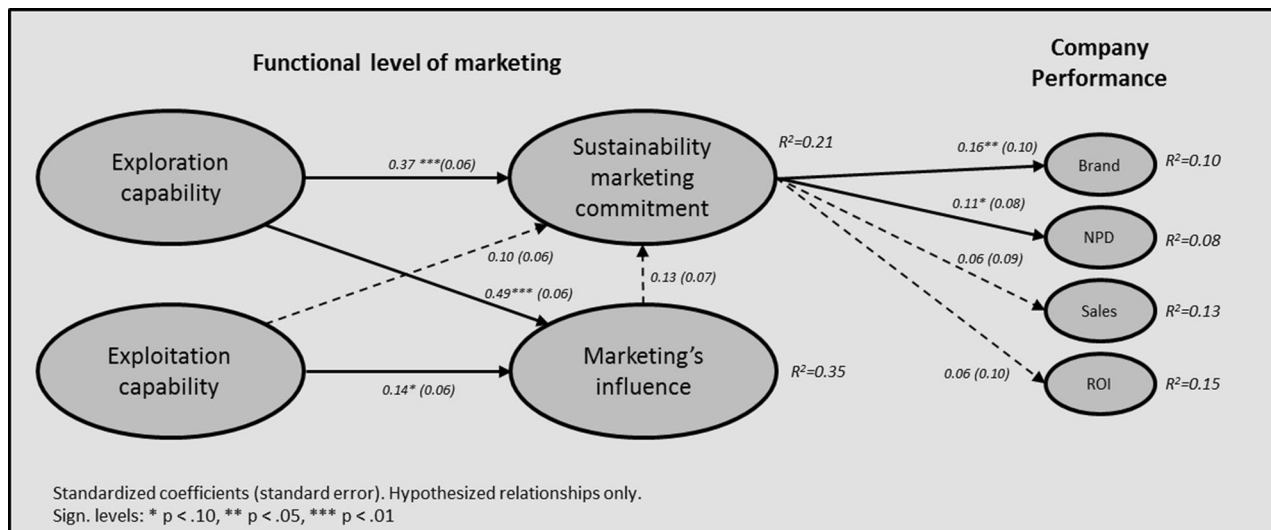 Functional level of marketing
Company
Performance
Exploration
capability
0.37 ***(0.06)
Sustainability
marketing
commitment
R²=0.21
0.16** (0.10)
Brand
R²=0.10
0.11* (0.08)
NPD
R²=0.08
0.10 (0.06)
0.13 (0.07)
0.06 (0.09)
0.49*** (0.06)
Sales
R²=0.13
Exploitation
capability
0.14* (0.06)
Marketing’s
influence
R²=0.35
0.06 (0.10)
ROI
R²=0.15
Standardized coefficients (standard error). Hypothesized relationships only.
Sign. levels: * p < .10, ** p < .05, *** p < .01